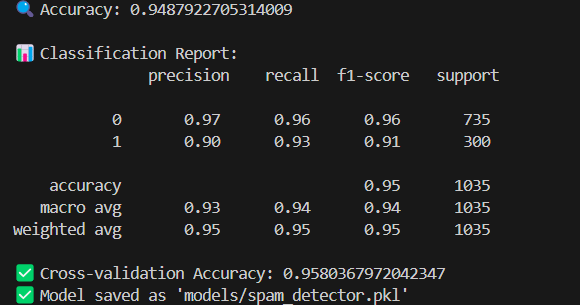 🔍 Accuracy: 0.9487922705314009
📊 Classification Report:
precision recall f1-score support
0 0.97 0.96 0.96 735
1 0.90 0.93 0.91 300
accuracy 0.95 1035
macro avg 0.93 0.94 0.94 1035
weighted avg 0.95 0.95 0.95 1035
✅ Cross-validation Accuracy: 0.9580367972042347
✅ Model saved as 'models/spam_detector.pkl'